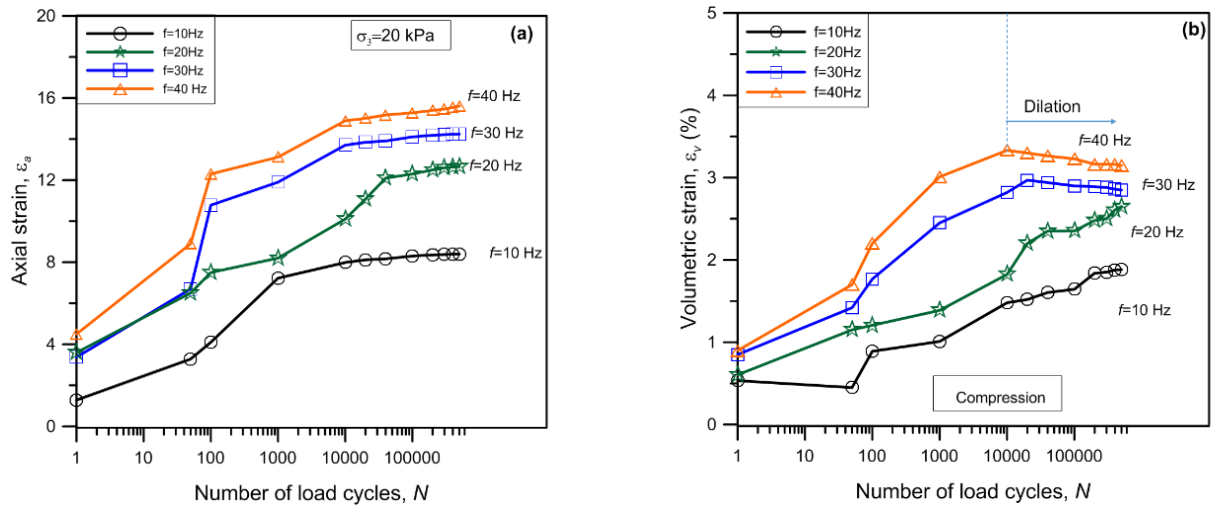 (a)
σ₃=20 kPa
f=10Hz
f=20Hz
f=30Hz
f=40 Hz
f=40 Hz
f=30 Hz
f=20 Hz
f=10 Hz
20
16
12
8
4
0
Axial strain, εa
1
10
100
1000
10000
100000
Number of load cycles, N
(b)
f=10Hz
f=20Hz
f=30Hz
f=40Hz
Dilation
f=40 Hz
f=30 Hz
f=20 Hz
f=10 Hz
Compression
5
4
3
2
1
0
Volumetric strain, εv (%)
1
10
100
1000
10000
100000
Number of load cycles, N